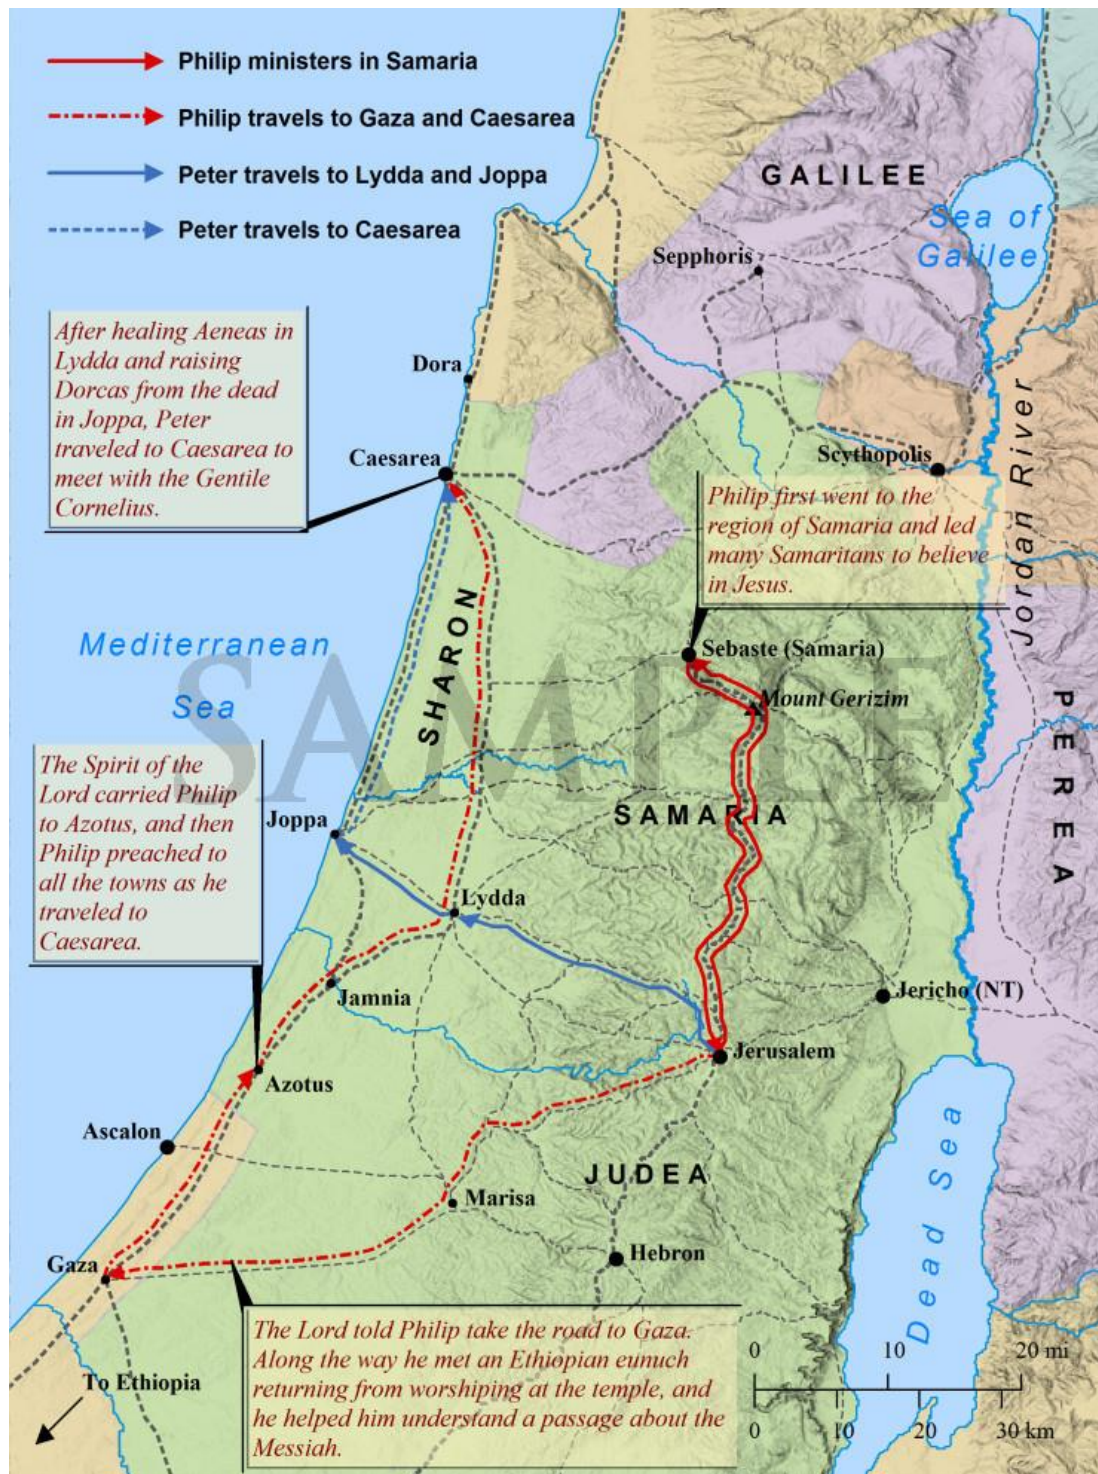 Philip ministers in Samaria
Philip travels to Gaza and Caesarea
Peter travels to Lydda and Joppa
Peter travels to Caesarea
GALILEE
Sea of
Galilee
Sepphoris
After healing Aeneas in
Lydda and raising
Dorcas from the dead
in Joppa, Peter
traveled to Caesarea to
meet with the Gentile
Cornelius.
Dora
Caesarea
Scythopolis
Jordan River
Philip first went to the
region of Samaria and led
many Samaritans to believe
in Jesus.
Mediterranean
Sea
SHARON
Sebaste (Samaria)
Mount Gerizim
PEREA
SAMPLE
The Spirit of the
Lord carried Philip
to Azotus, and then
Philip preached to
all the towns as he
traveled to
Caesarea.
Joppa
SAMARIA
Lydda
Jamnia
Jericho (NT)
Jerusalem
Azotus
Ascalon
JUDEA
Marisa
Dead Sea
Hebron
Gaza
The Lord told Philip take the road to Gaza.
Along the way he met an Ethiopian eunuch
returning from worshiping at the temple, and
he helped him understand a passage about the
Messiah.
To Ethiopia
0 10 20 mi
0 10 20 30 km